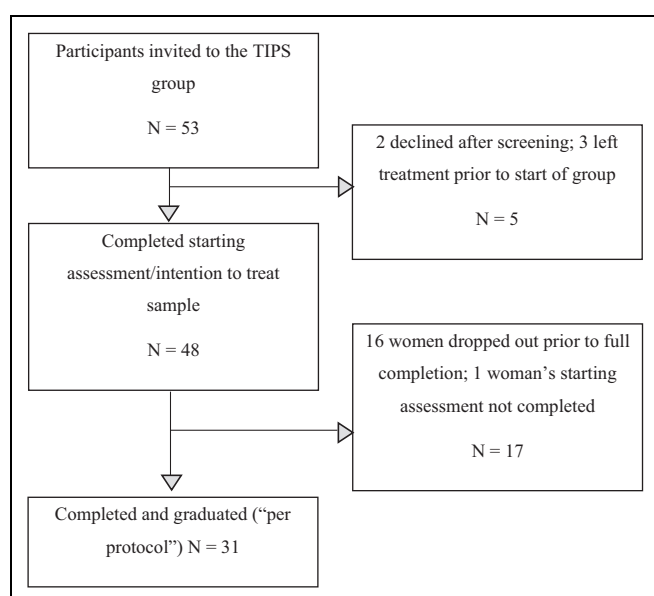 Participants invited to the TIPS
group
N = 53
2 declined after screening; 3 left
treatment prior to start of group
N = 5
Completed starting
assessment/intention to treat
sample
N = 48
16 women dropped out prior to full
completion; 1 woman’s starting
assessment not completed
N = 17
Completed and graduated (“per
protocol”) N = 31